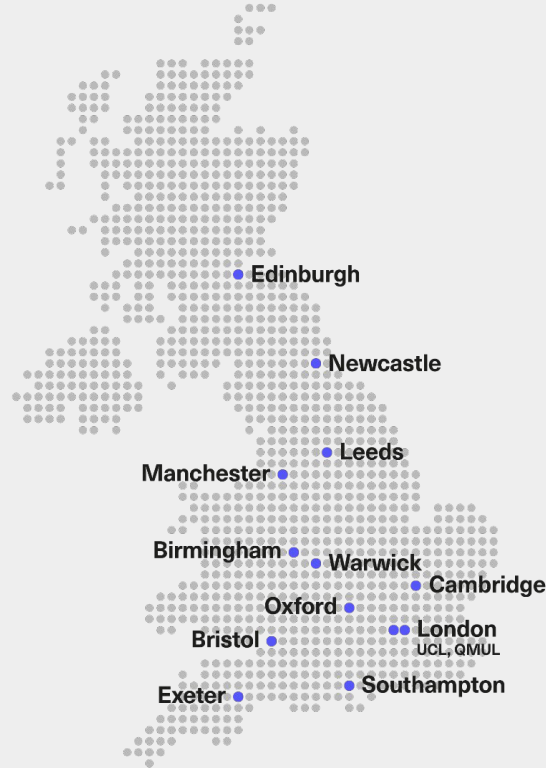 Edinburgh
Newcastle
Leeds
Manchester
Birmingham
Warwick
Cambridge
Oxford
London
UCL, QMUL
Bristol
Southampton
Exeter